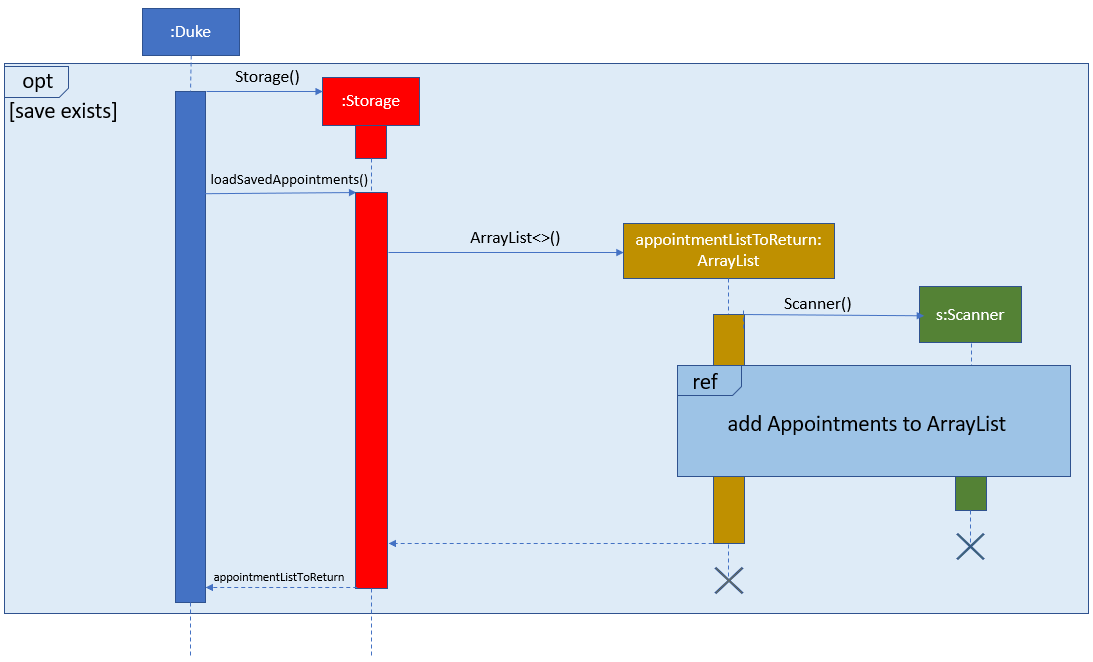 :Duke
opt
[save exists]
Storage()
:Storage
loadSavedAppointments()
ArrayList<>()
appointmentListToReturn:
ArrayList
Scanner()
s:Scanner
ref
add Appointments to ArrayList
appointmentListToReturn